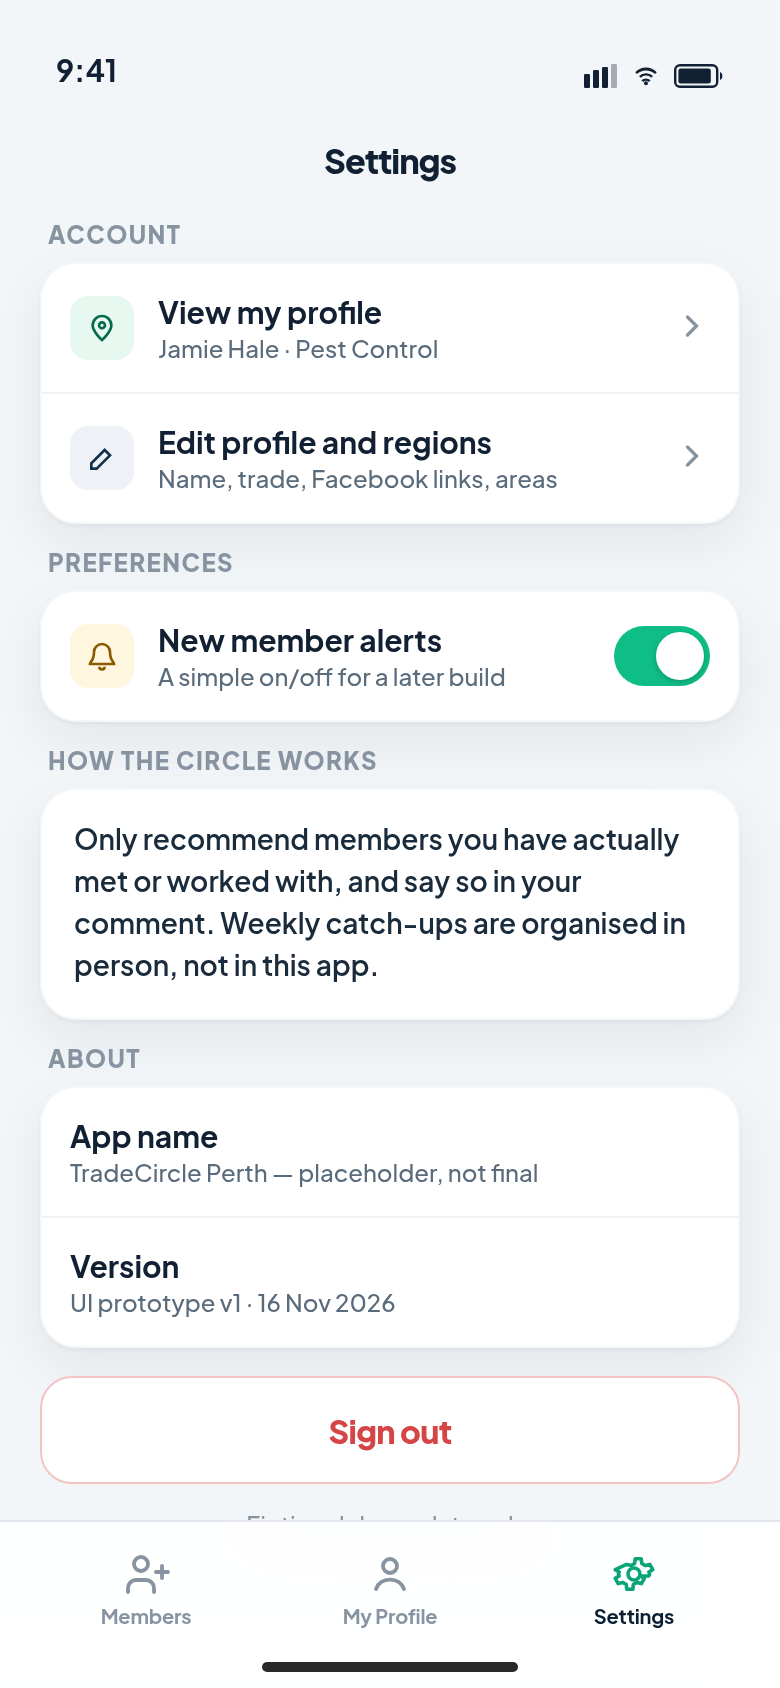 9:41
Settings
ACCOUNT
View my profile
Jamie Hale · Pest Control
Edit profile and regions
Name, trade, Facebook links, areas
PREFERENCES
New member alerts
A simple on/off for a later build
HOW THE CIRCLE WORKS
Only recommend members you have actually
met or worked with, and say so in your
comment. Weekly catch-ups are organised in
person, not in this app.
ABOUT
App name
TradeCircle Perth — placeholder, not final
Version
UI prototype v1 · 16 Nov 2026
Sign out
Members
My Profile
Settings